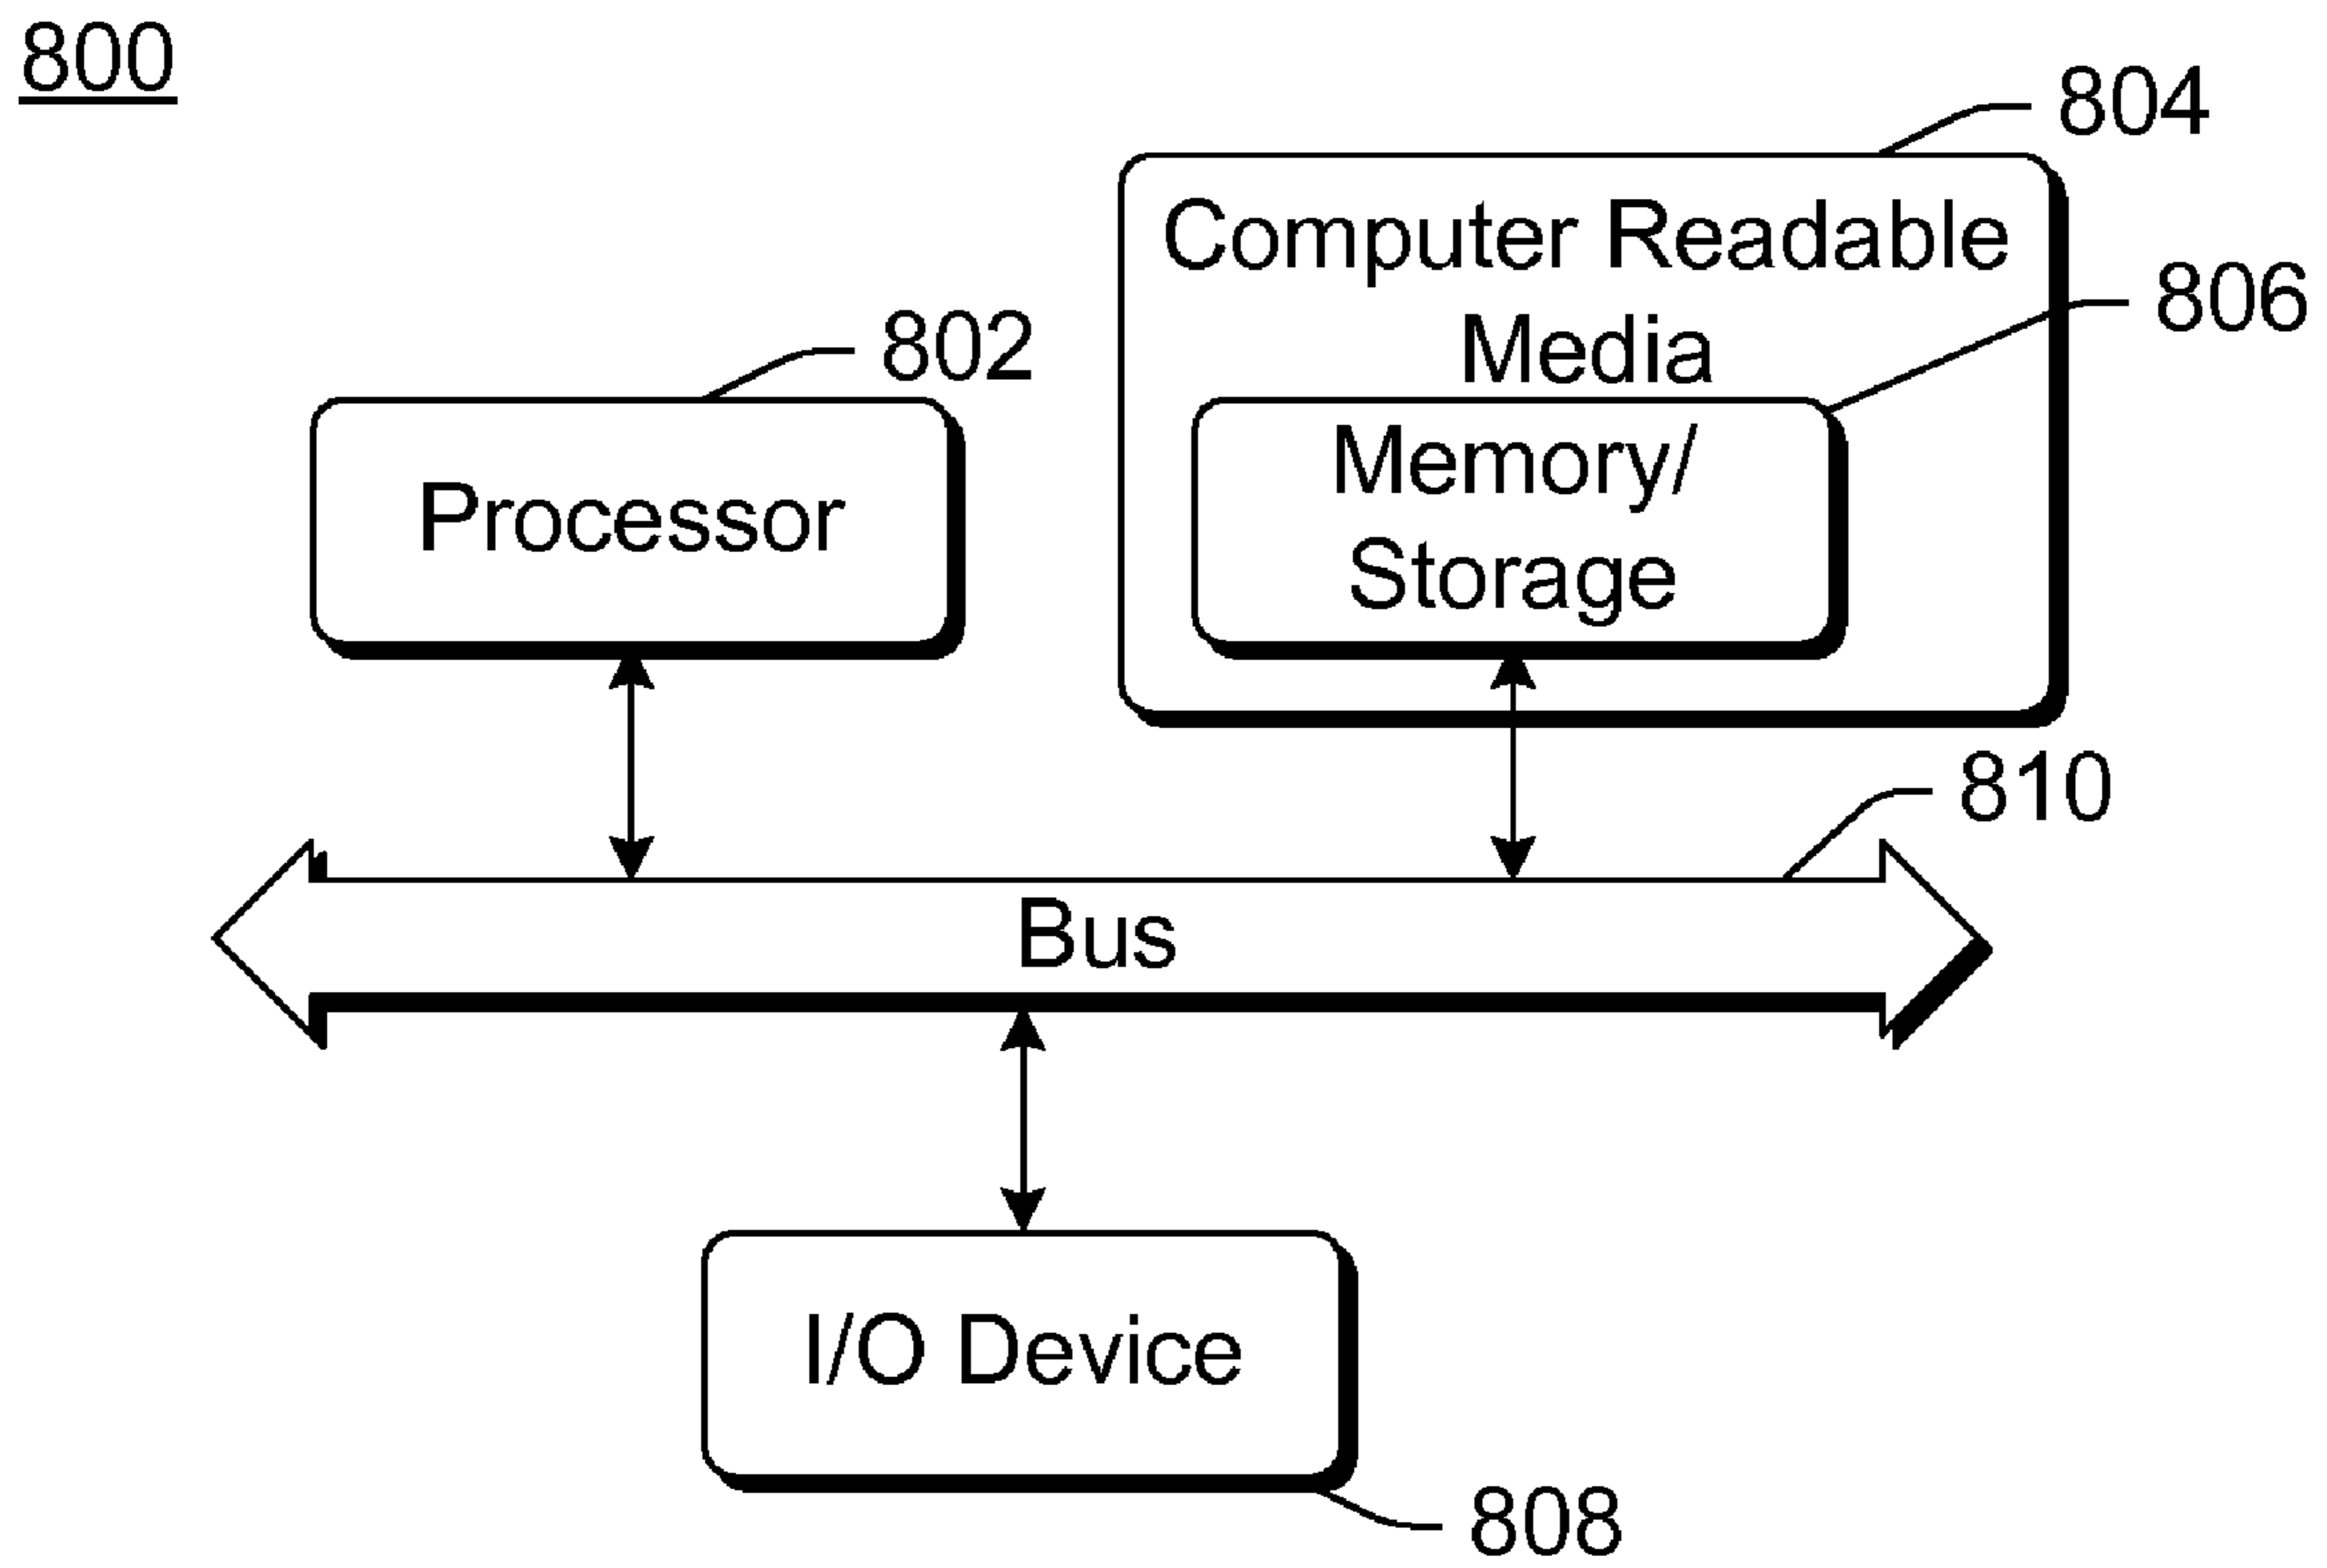 800
804
Computer Readable
Media
806
802
Processor
Memory/
Storage
810
Bus
I/O Device
808